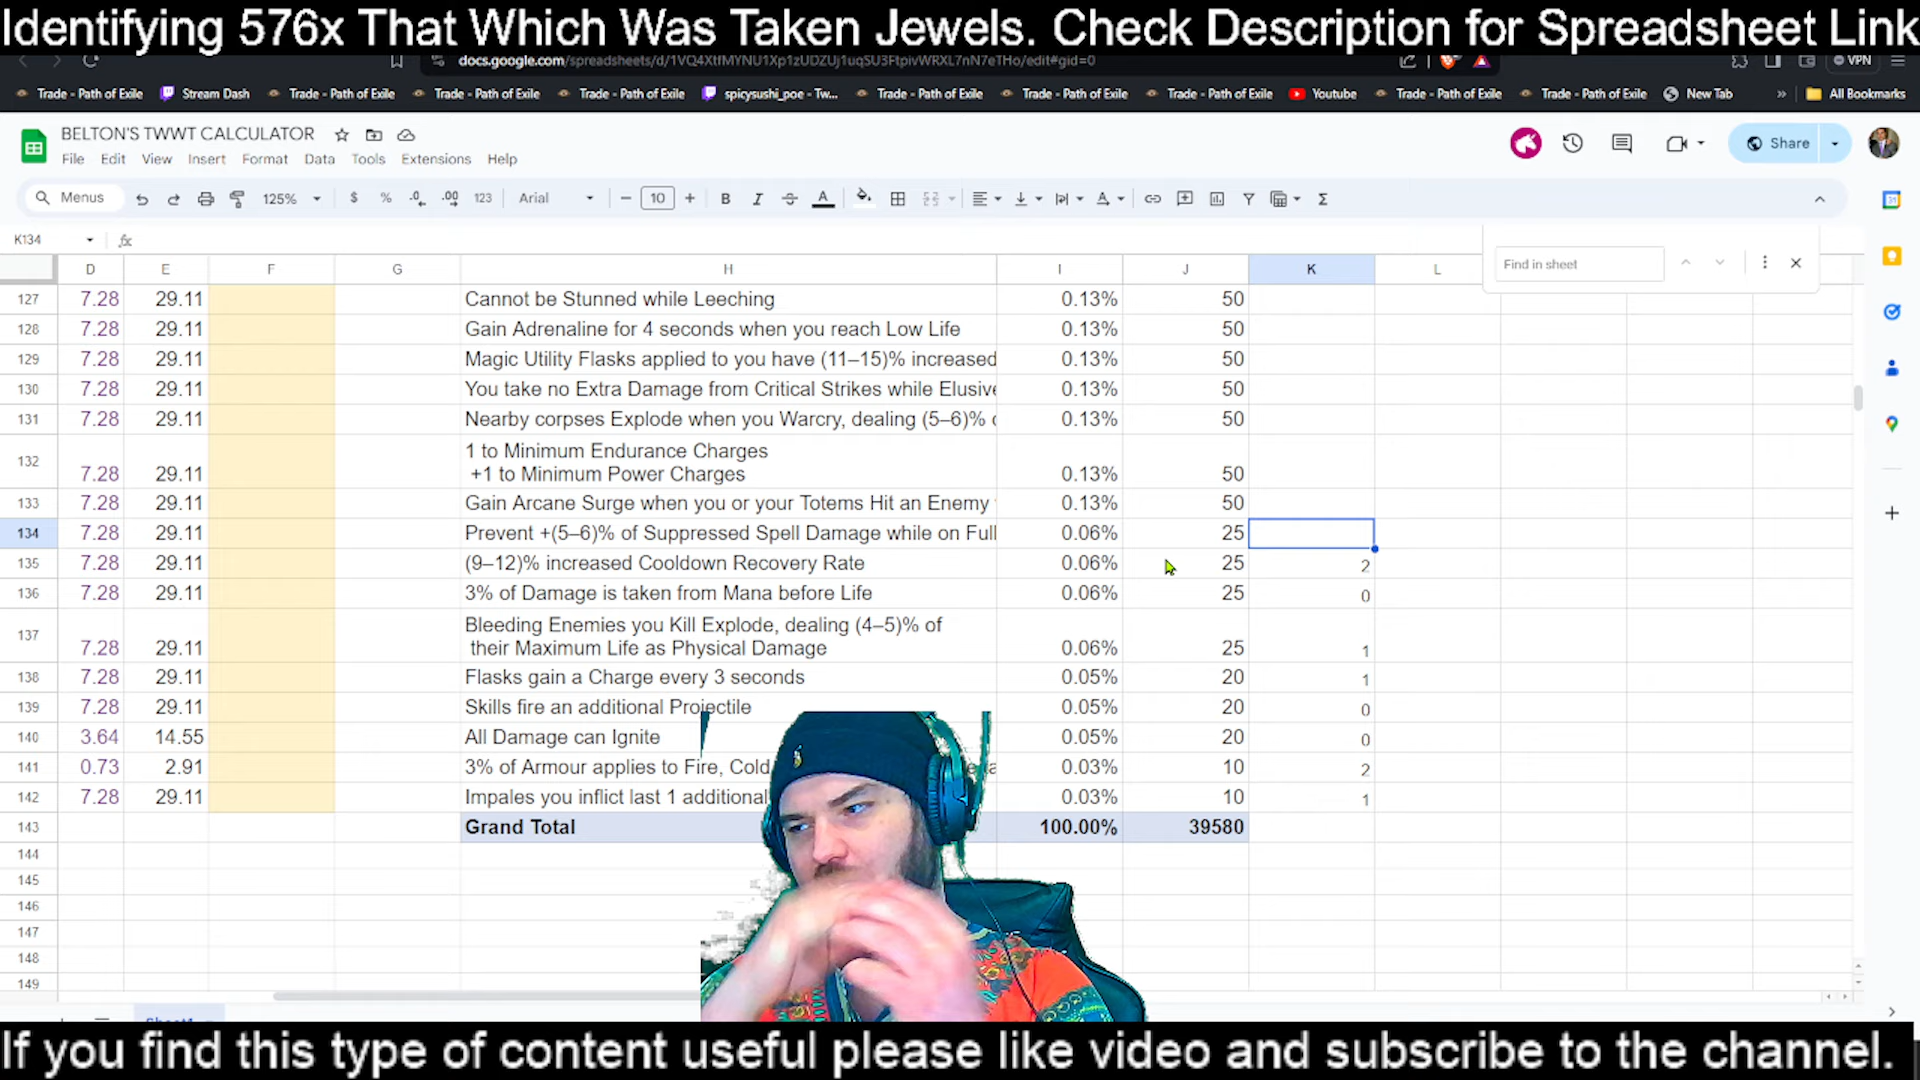 Identifying 576x That Which Was Taken Jewels. Check Description for Spreadsheet Link
docs.google.com/spreadsheets/d/1VQ4XtfMYNU1Xp1zUDZUj1uqSU3FtpivWRXL7nN7eTHo/edit#gid=0
VPN
Trade - Path of Exile Stream Dash Trade - Path of Exile Trade - Path of Exile Trade - Path of Exile spicysushi_poe - Tw... Trade - Path of Exile Trade - Path of Exile Trade - Path of Exile Youtube Trade - Path of Exile Trade - Path of Exile New Tab » All Bookmarks
BELTON'S TWWT CALCULATOR
File Edit View Insert Format Data Tools Extensions Help
Share
Menus 125% $ % .0 .00 123 Arial 10 B I A Σ
K134 fx
Find in sheet
D E F G H I J K L
127 7.28 29.11 Cannot be Stunned while Leeching 0.13% 50
128 7.28 29.11 Gain Adrenaline for 4 seconds when you reach Low Life 0.13% 50
129 7.28 29.11 Magic Utility Flasks applied to you have (11–15)% increased 0.13% 50
130 7.28 29.11 You take no Extra Damage from Critical Strikes while Elusive 0.13% 50
131 7.28 29.11 Nearby corpses Explode when you Warcry, dealing (5–6)% 0.13% 50
1 to Minimum Endurance Charges
132 7.28 29.11 +1 to Minimum Power Charges 0.13% 50
133 7.28 29.11 Gain Arcane Surge when you or your Totems Hit an Enemy 0.13% 50
134 7.28 29.11 Prevent +(5–6)% of Suppressed Spell Damage while on Full 0.06% 25
135 7.28 29.11 (9–12)% increased Cooldown Recovery Rate 0.06% 25 2
136 7.28 29.11 3% of Damage is taken from Mana before Life 0.06% 25 0
Bleeding Enemies you Kill Explode, dealing (4–5)% of
137 7.28 29.11 their Maximum Life as Physical Damage 0.06% 25 1
138 7.28 29.11 Flasks gain a Charge every 3 seconds 0.05% 20 1
139 7.28 29.11 Skills fire an additional Projectile 0.05% 20 0
140 3.64 14.55 All Damage can Ignite 0.05% 20 0
141 0.73 2.91 3% of Armour applies to Fire, Cold 0.03% 10 2
142 7.28 29.11 Impales you inflict last 1 additional 0.03% 10 1
143 Grand Total 100.00% 39580
144
145
146
147
148
149
If you find this type of content useful please like video and subscribe to the channel.